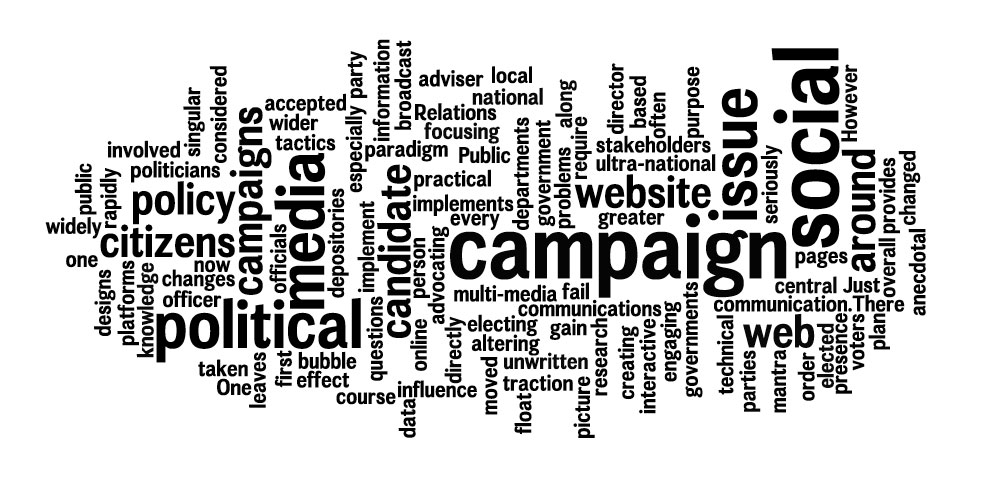 social
campaign
issue
media
political
candidate
campaigns
citizens
policy
website
web
around
public
rapidly
widely
one
singular
considered
involved
politicians
accepted
wider
tactics
especially
party
information
broadcast
adviser
local
national
Relations
focusing
paradigm
Public
practical
implements
every
departments
government
problems
along
require
director
based
often
purpose
stakeholders
ultra-national
greater
seriously
However
pages
overall
provides
changed
anecdotal
central
Just
communication.There
designs
platforms
knowledge
now
changes
officer
officials
depositories
implement
person
advocating
multi-media
fail
communications
electing
gain
altering
directly
online
questions
taken
One
leaves
first
bubble
effect
course
influence
data
moved
unwritten
traction
float
picture
research
creating
interactive
engaging
governments
technical
parties
mantra
order
elected
presence
voters
plane